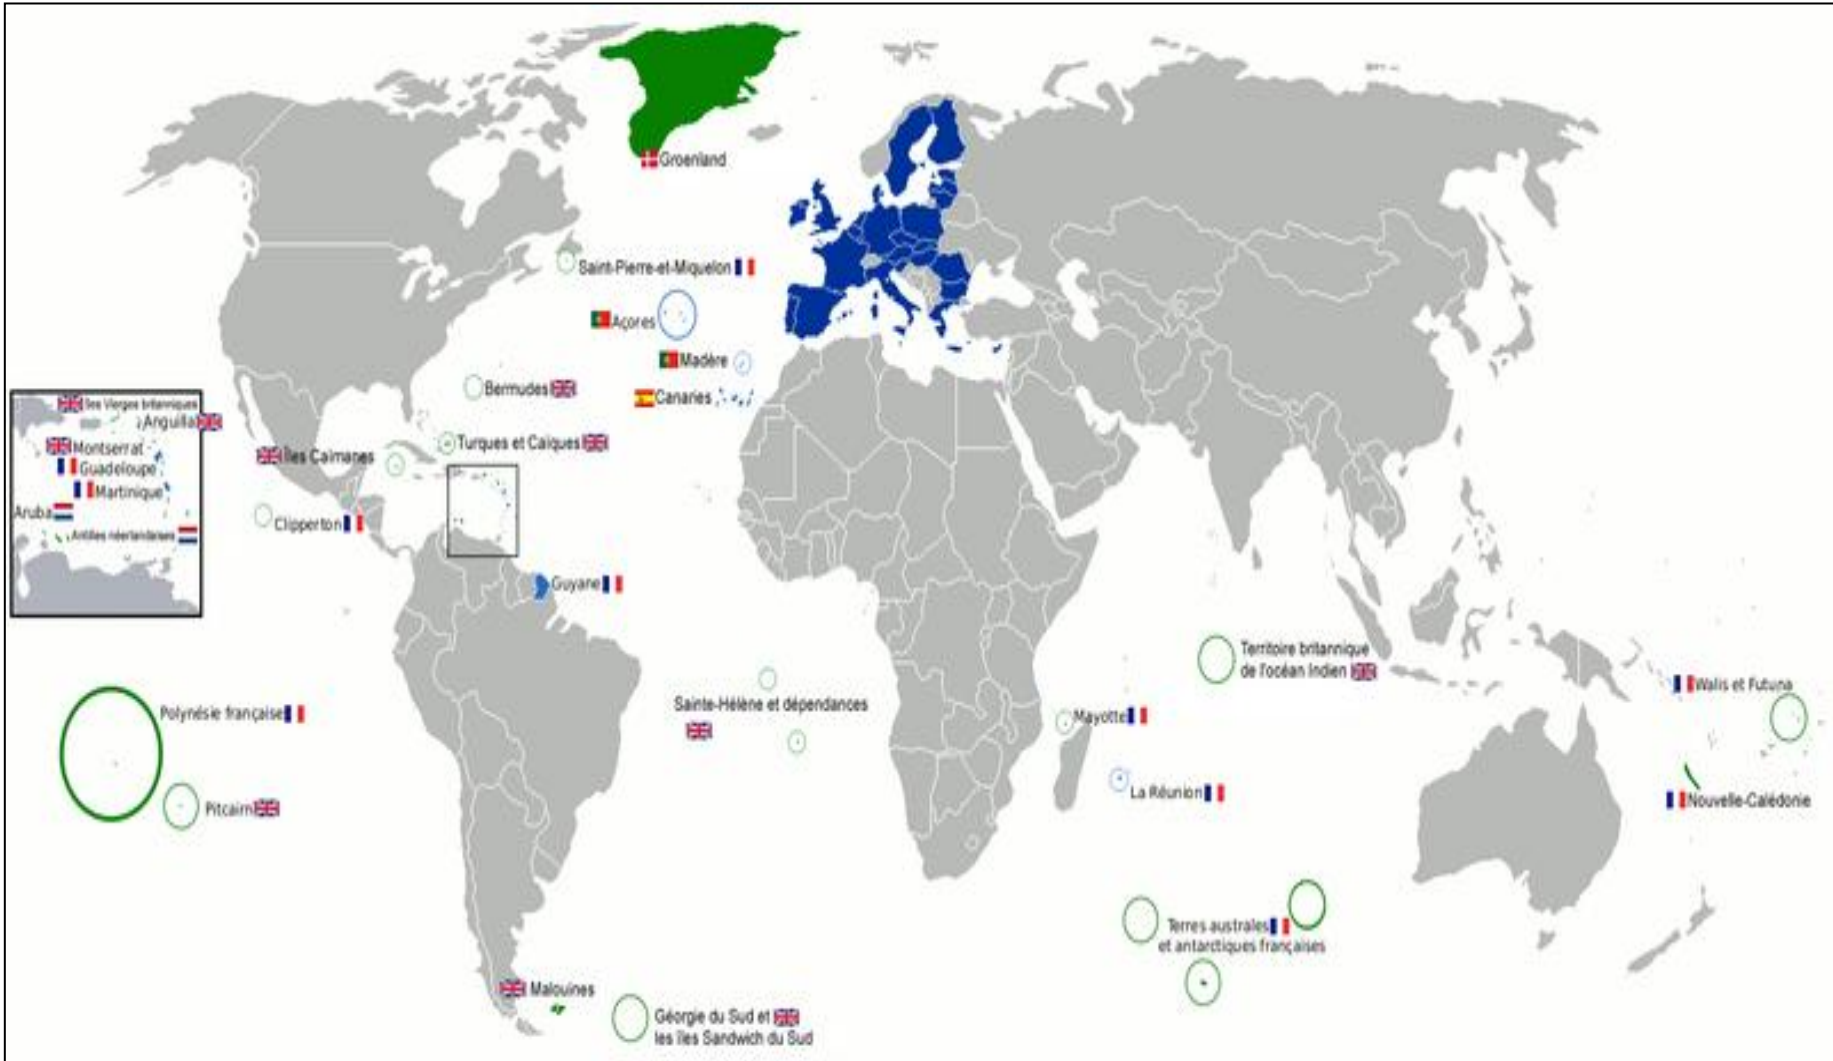 Groenland
Saint-Pierre-et-Miquelon
Açores
Madère
Bermudes
Canaries
îles Vierges britanniques
Anguilla
Montserrat
Guadeloupe
Martinique
Aruba
Antilles néerlandaises
Turques et Caïques
Îles Caimanes
Clipperton
Guyane
Territoire britannique
de l'océan Indien
Sainte-Hélène et dépendances
Mayotte
Walis et Futuna
Polynésie française
La Réunion
Nouvelle-Calédonie
Pitcairn
Terres australes
et antarctiques françaises
Malouines
Géorgie du Sud et
les îles Sandwich du Sud